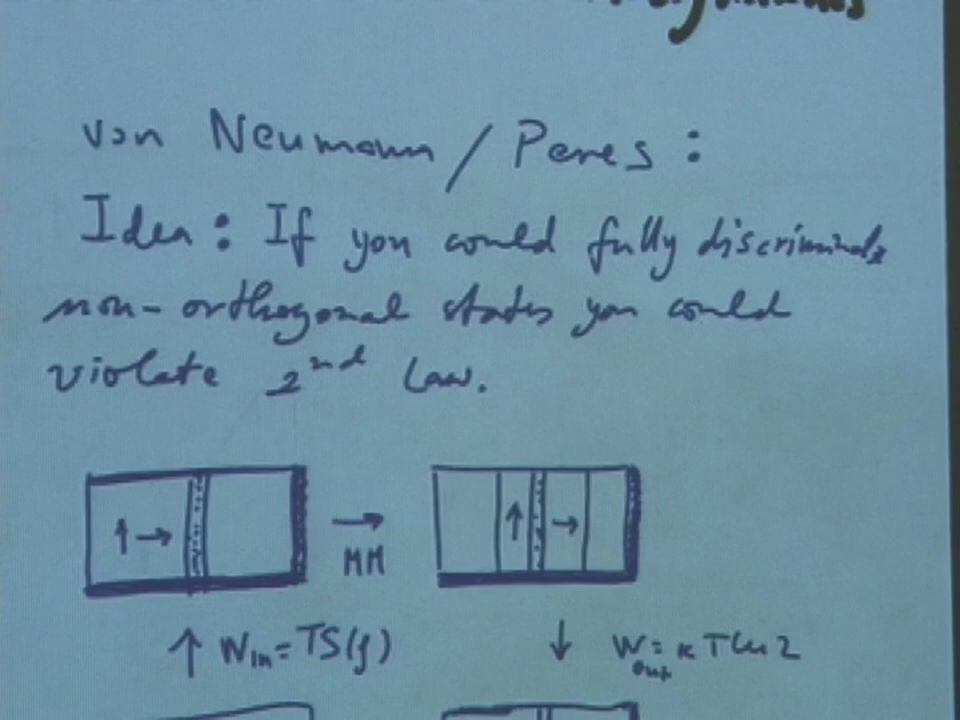 von Neumann / Peres :
Idea : If you could fully discriminate
non-orthogonal states you could
violate 2nd law.
↑ → → ↑ →
MM
↑ Win = TS(ρ) ↓ Wout = κ T ln 2